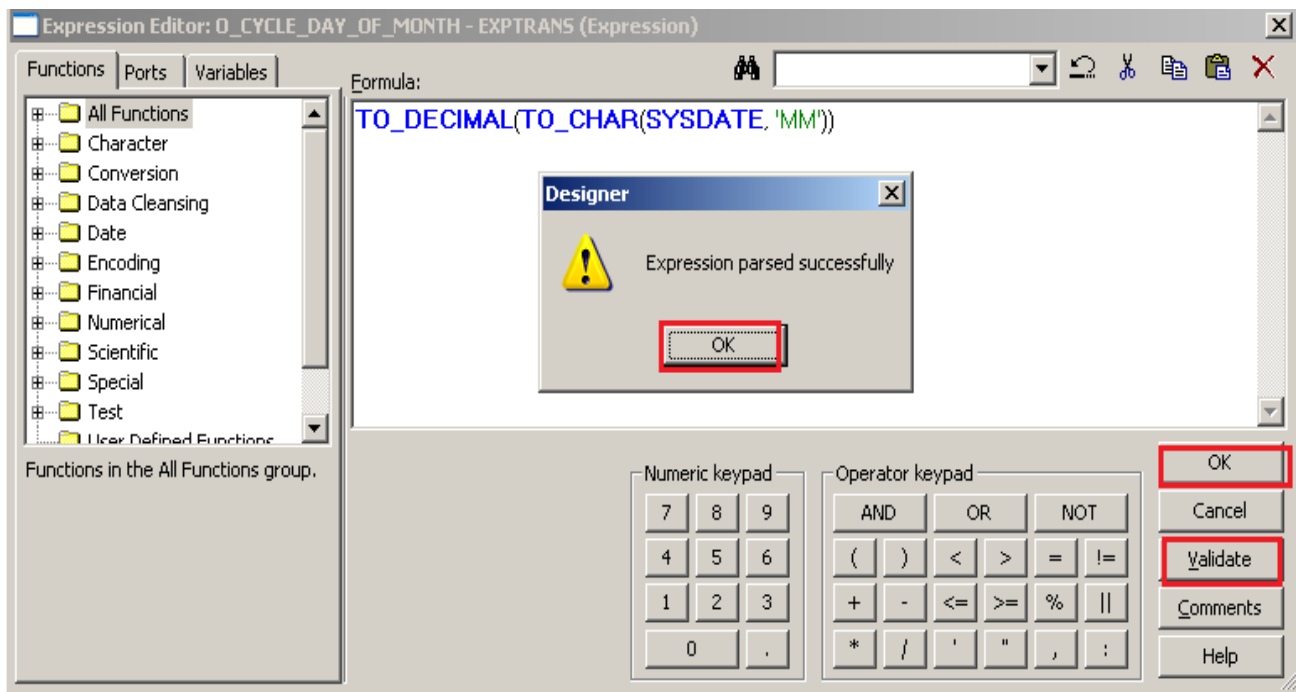 Expression Editor: O_CYCLE_DAY_OF_MONTH - EXPTRANS (Expression)
Functions Ports Variables
Formula:
All Functions
Character
Conversion
Data Cleansing
Date
Encoding
Financial
Numerical
Scientific
Special
Test
User Defined Functions
Functions in the All Functions group.
TO_DECIMAL(TO_CHAR(SYSDATE, 'MM'))
Designer
Expression parsed successfully
OK
Numeric keypad
7 8 9
4 5 6
1 2 3
0 .
Operator keypad
AND OR NOT
( ) < > = !=
+ - <= >= % ||
* / ' " , :
OK
Cancel
Validate
Comments
Help